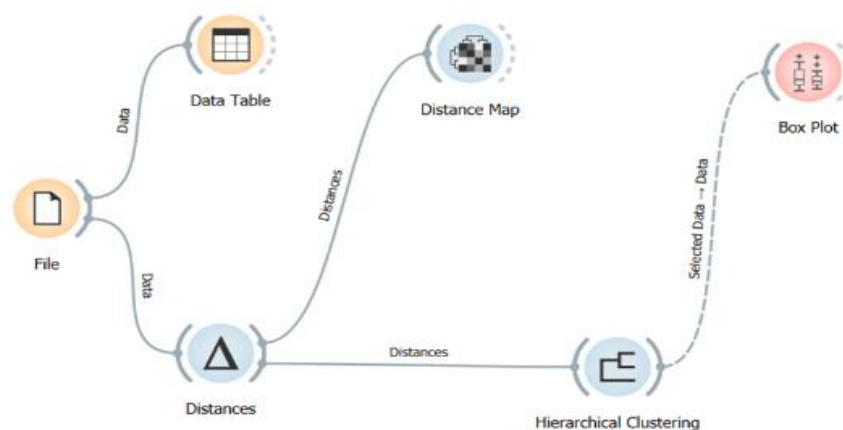 Data Table
Distance Map
Box Plot
Data
Distances
Selected Data → Data
File
Data
Distances
Distances
Hierarchical Clustering